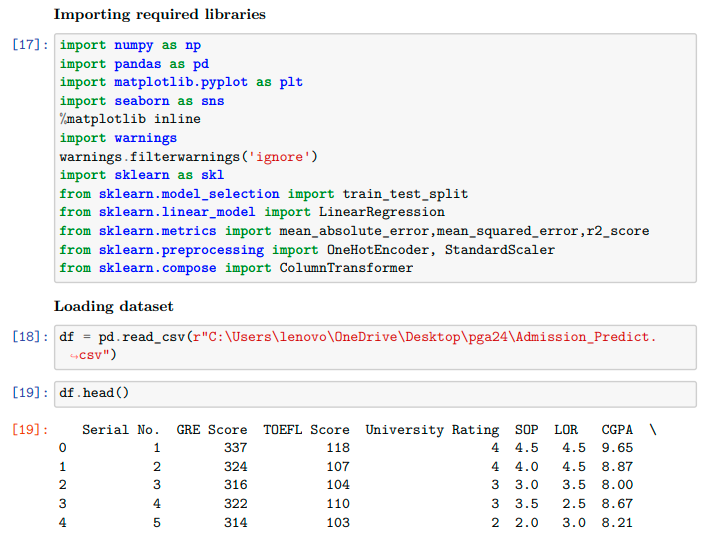 Importing required libraries
[17]: import numpy as np
import pandas as pd
import matplotlib.pyplot as plt
import seaborn as sns
%matplotlib inline
import warnings
warnings.filterwarnings('ignore')
import sklearn as skl
from sklearn.model_selection import train_test_split
from sklearn.linear_model import LinearRegression
from sklearn.metrics import mean_absolute_error,mean_squared_error,r2_score
from sklearn.preprocessing import OneHotEncoder, StandardScaler
from sklearn.compose import ColumnTransformer
Loading dataset
[18]: df = pd.read_csv(r"C:\Users\lenovo\OneDrive\Desktop\pga24\Admission_Predict.
↪csv")
[19]: df.head()
[19]: Serial No. GRE Score TOEFL Score University Rating SOP LOR CGPA \
0 1 337 118 4 4.5 4.5 9.65
1 2 324 107 4 4.0 4.5 8.87
2 3 316 104 3 3.0 3.5 8.00
3 4 322 110 3 3.5 2.5 8.67
4 5 314 103 2 2.0 3.0 8.21